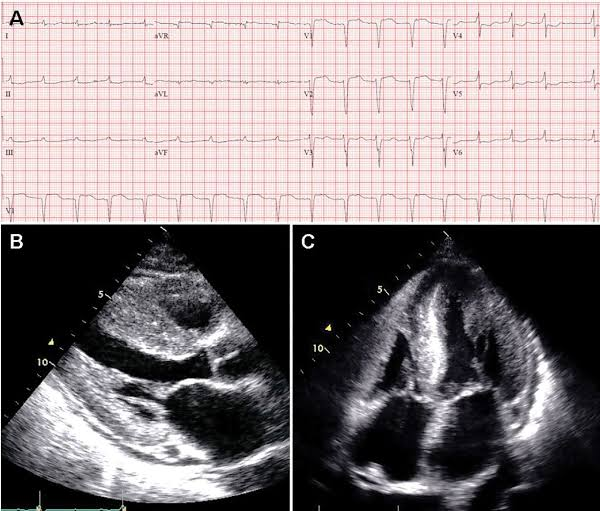 A
I aVR V1 V4
II aVL V2 V5
III aVF V3 V6
V1
B C
5 5
10 10